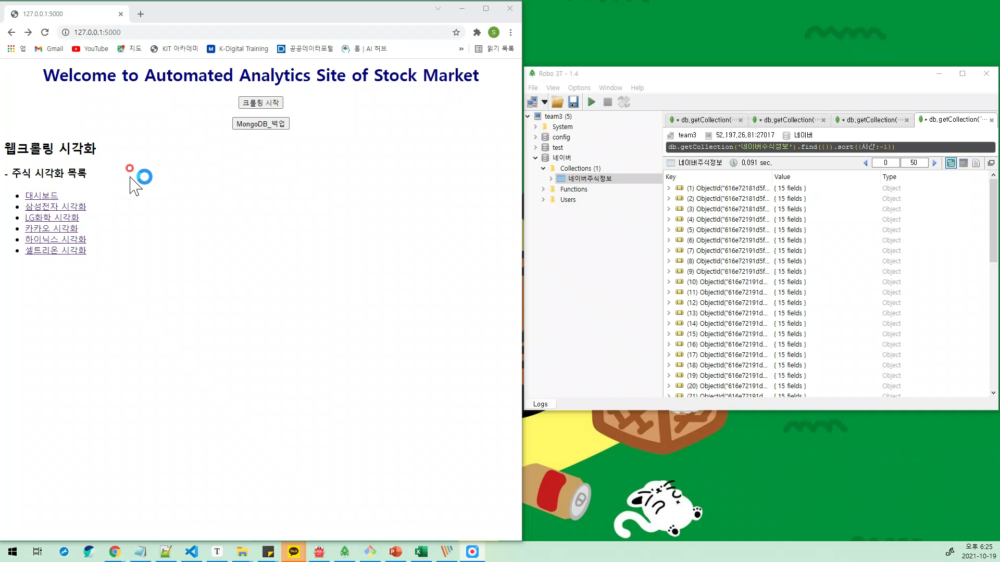 127.0.0.1:5000
127.0.0.1:5000
S
앱 Gmail YouTube 지도 KIT 아카데미 K-Digital Training 공공데이터포털 홈 | AI 허브 » 읽기 목록
Welcome to Automated Analytics Site of Stock Market
크롤링 시작
MongoDB_백업
웹크롤링 시각화
- 주식 시각화 목록
대시보드
삼성전자 시각화
LG화학 시각화
카카오 시각화
하이닉스 시각화
셀트리온 시각화
Robo 3T - 1.4
File View Options Window Help
team3 (5)
System
config
test
네이버
Collections (1)
네이버주식정보
Functions
Users
Logs
* db.getCollection(··· * db.getCollection(··· * db.getCollection(··· * db.getCollection('···
team3 52.197.26.81:27017 네이버
db.getCollection('네이버주식정보').find({}).sort({시간:-1})
네이버주식정보 0.091 sec. 0 50
Key Value Type
(1) ObjectId("616e72181d5f... { 15 fields } Object
(2) ObjectId("616e72181d5f... { 15 fields } Object
(3) ObjectId("616e72181d5f... { 15 fields } Object
(4) ObjectId("616e72191d5f... { 15 fields } Object
(5) ObjectId("616e72191d5f... { 15 fields } Object
(6) ObjectId("616e72191d5f... { 15 fields } Object
(7) ObjectId("616e72191d5f... { 15 fields } Object
(8) ObjectId("616e72191d5f... { 15 fields } Object
(9) ObjectId("616e72191d5f... { 15 fields } Object
(10) ObjectId("616e72191d... { 15 fields } Object
(11) ObjectId("616e72191d... { 15 fields } Object
(12) ObjectId("616e72191d... { 15 fields } Object
(13) ObjectId("616e72191d... { 15 fields } Object
(14) ObjectId("616e72191d... { 15 fields } Object
(15) ObjectId("616e72191d... { 15 fields } Object
(16) ObjectId("616e72191d... { 15 fields } Object
(17) ObjectId("616e72191d... { 15 fields } Object
(18) ObjectId("616e72191d... { 15 fields } Object
(19) ObjectId("616e72191d... { 15 fields } Object
(20) ObjectId("616e72191d... { 15 fields } Object
(21) ObjectId("616e72191d... { 15 fields } Object
T TALK PDF
오후 6:25
2021-10-19